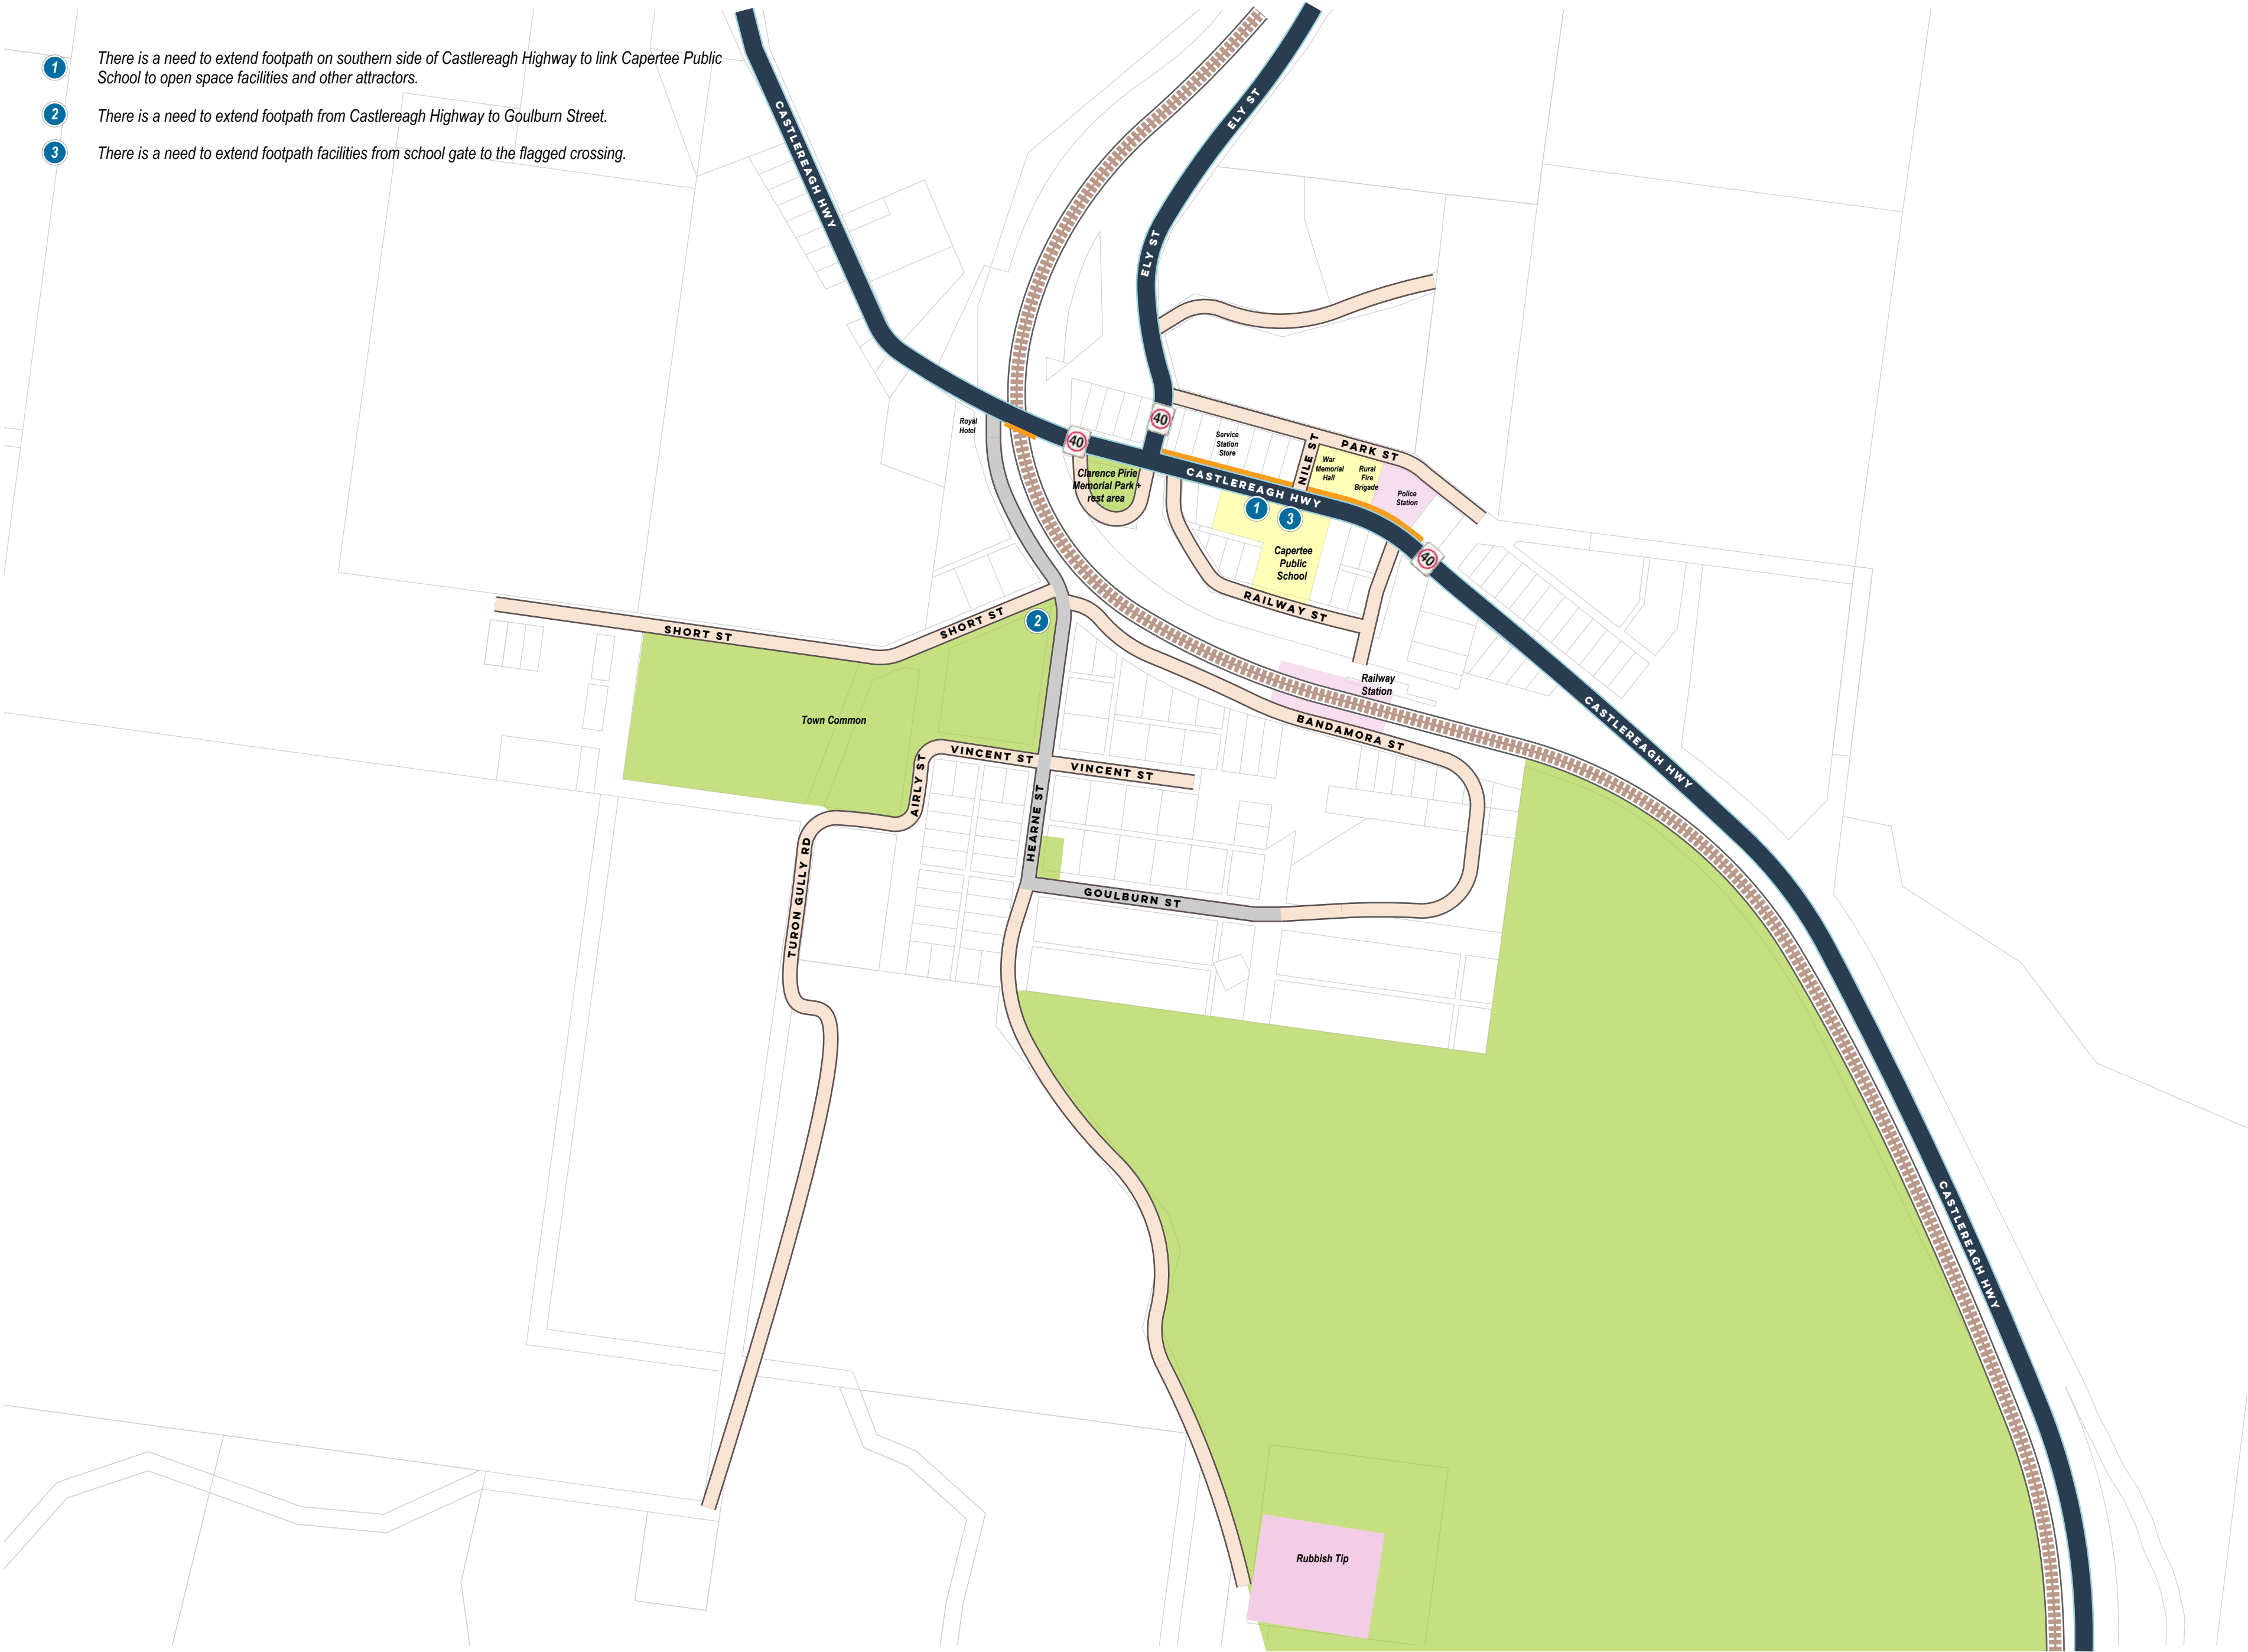 1
There is a need to extend footpath on southern side of Castlereagh Highway to link Capertee Public
School to open space facilities and other attractors.
2
There is a need to extend footpath from Castlereagh Highway to Goulburn Street.
3
There is a need to extend footpath facilities from school gate to the flagged crossing.
CASTLEREAGH HWY
ELY ST
ELY ST
Royal
Hotel
40
40
Service
Station
Store
NILE ST
PARK ST
War
Memorial
Hall
Rural
Fire
Brigade
Police
Station
Clarence Pirie
Memorial Park +
rest area
CASTLEREAGH HWY
1
3
40
Capertee
Public
School
RAILWAY ST
SHORT ST
SHORT ST
2
Railway
Station
Town Common
BANDAMORA ST
CASTLEREAGH HWY
VINCENT ST
VINCENT ST
AIRLY ST
HEARNE ST
TURON GULLY RD
GOULBURN ST
CASTLEREAGH HWY
Rubbish Tip